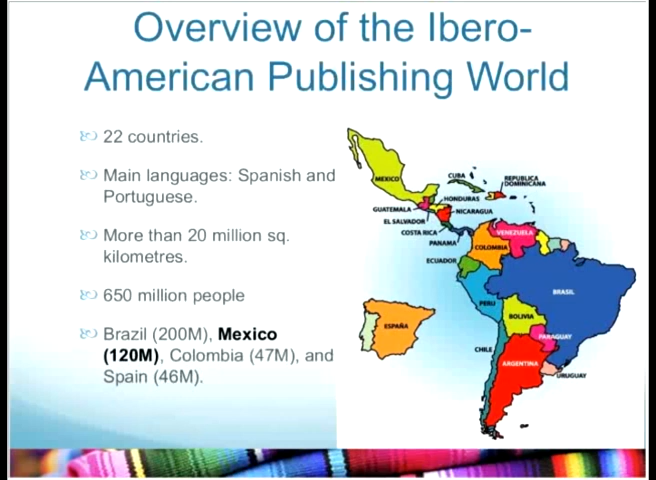 Overview of the Ibero-
American Publishing World
22 countries.
Main languages: Spanish and
Portuguese.
More than 20 million sq.
kilometres.
650 million people
Brazil (200M), Mexico
(120M), Colombia (47M), and
Spain (46M).
MEXICO
CUBA
REPUBLICA
DOMINICANA
HONDURAS
GUATEMALA
NICARAGUA
EL SALVADOR
COSTA RICA
PANAMA
VENEZUELA
COLOMBIA
ECUADOR
BRASIL
PERU
ESPAÑA
BOLIVIA
PARAGUAY
CHILE
ARGENTINA
URUGUAY